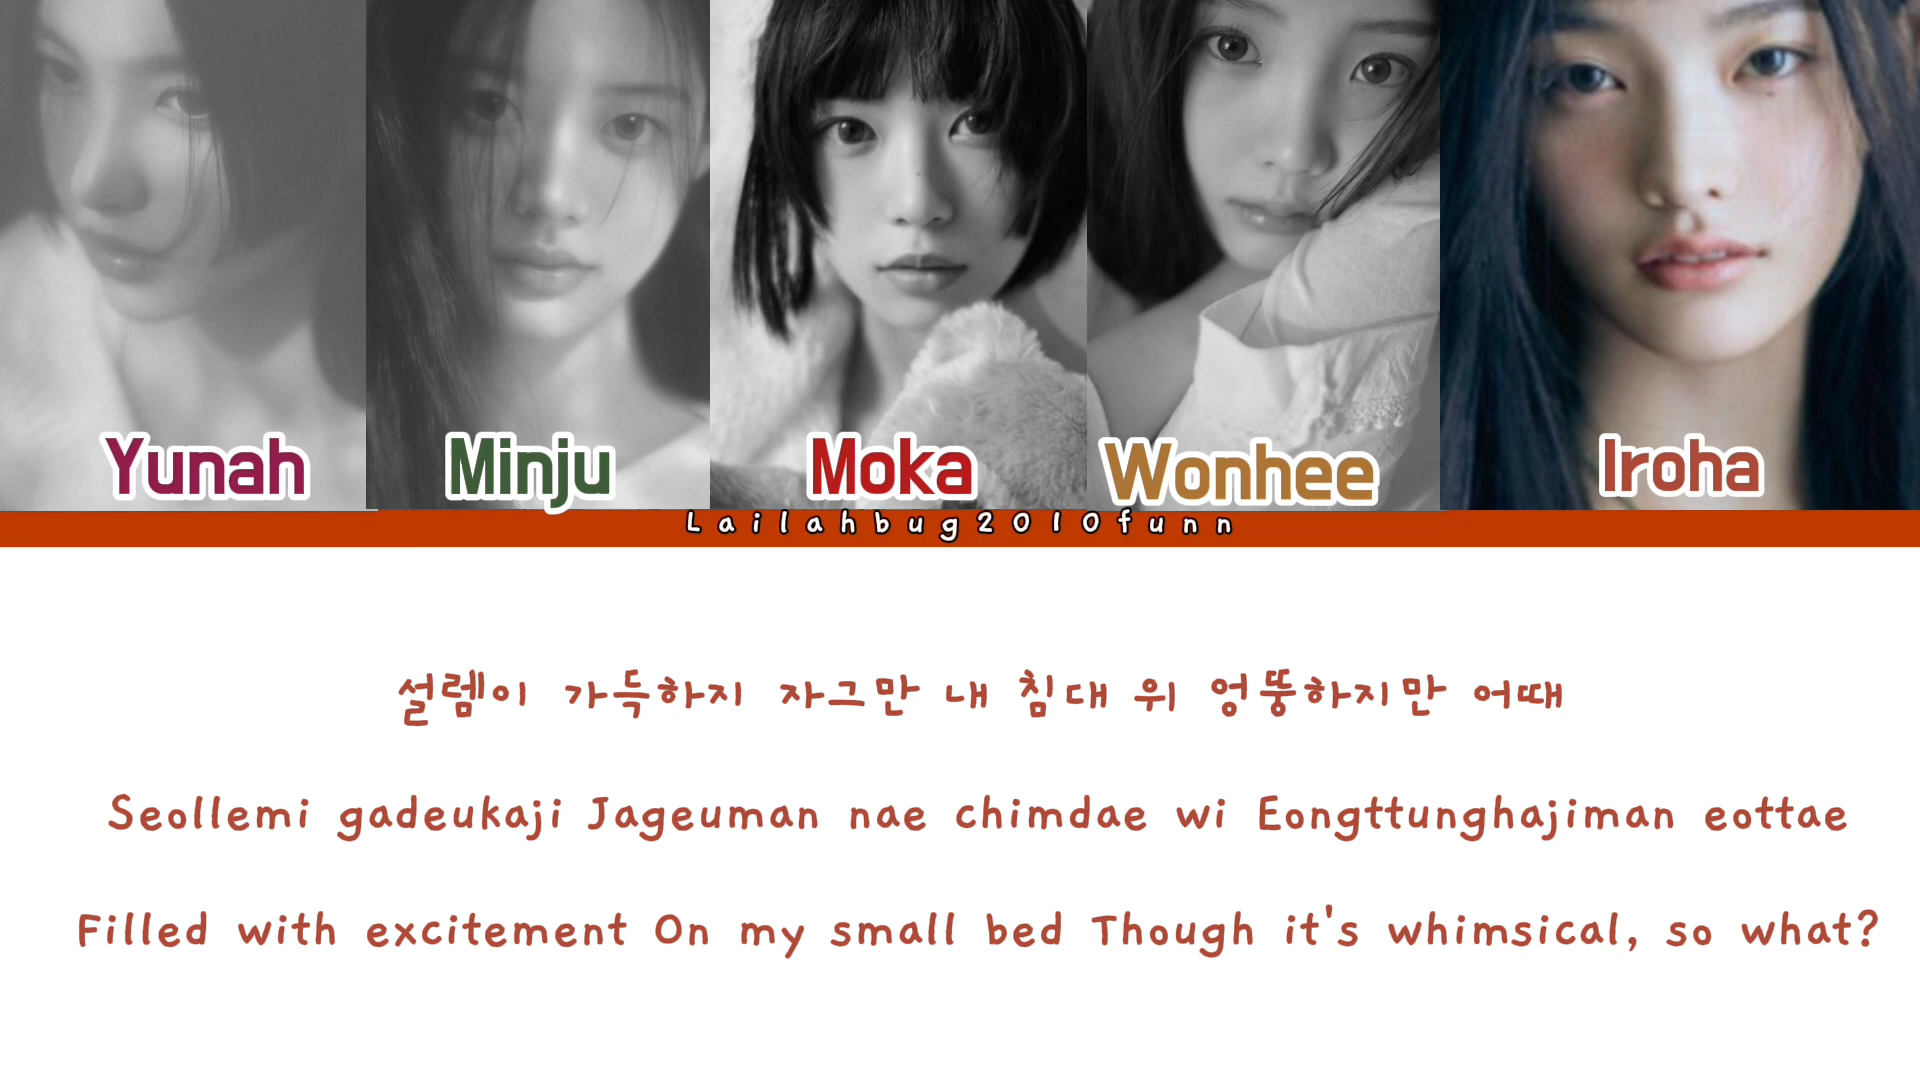 Yunah Minju Moka Wonhee Iroha
Lailahbug2010funn
설렘이 가득하지 자그만 내 침대 위 엉뚱하지만 어때
Seollemi gadeukaji Jageuman nae chimdae wi Eongttunghajiman eottae
Filled with excitement On my small bed Though it's whimsical, so what?